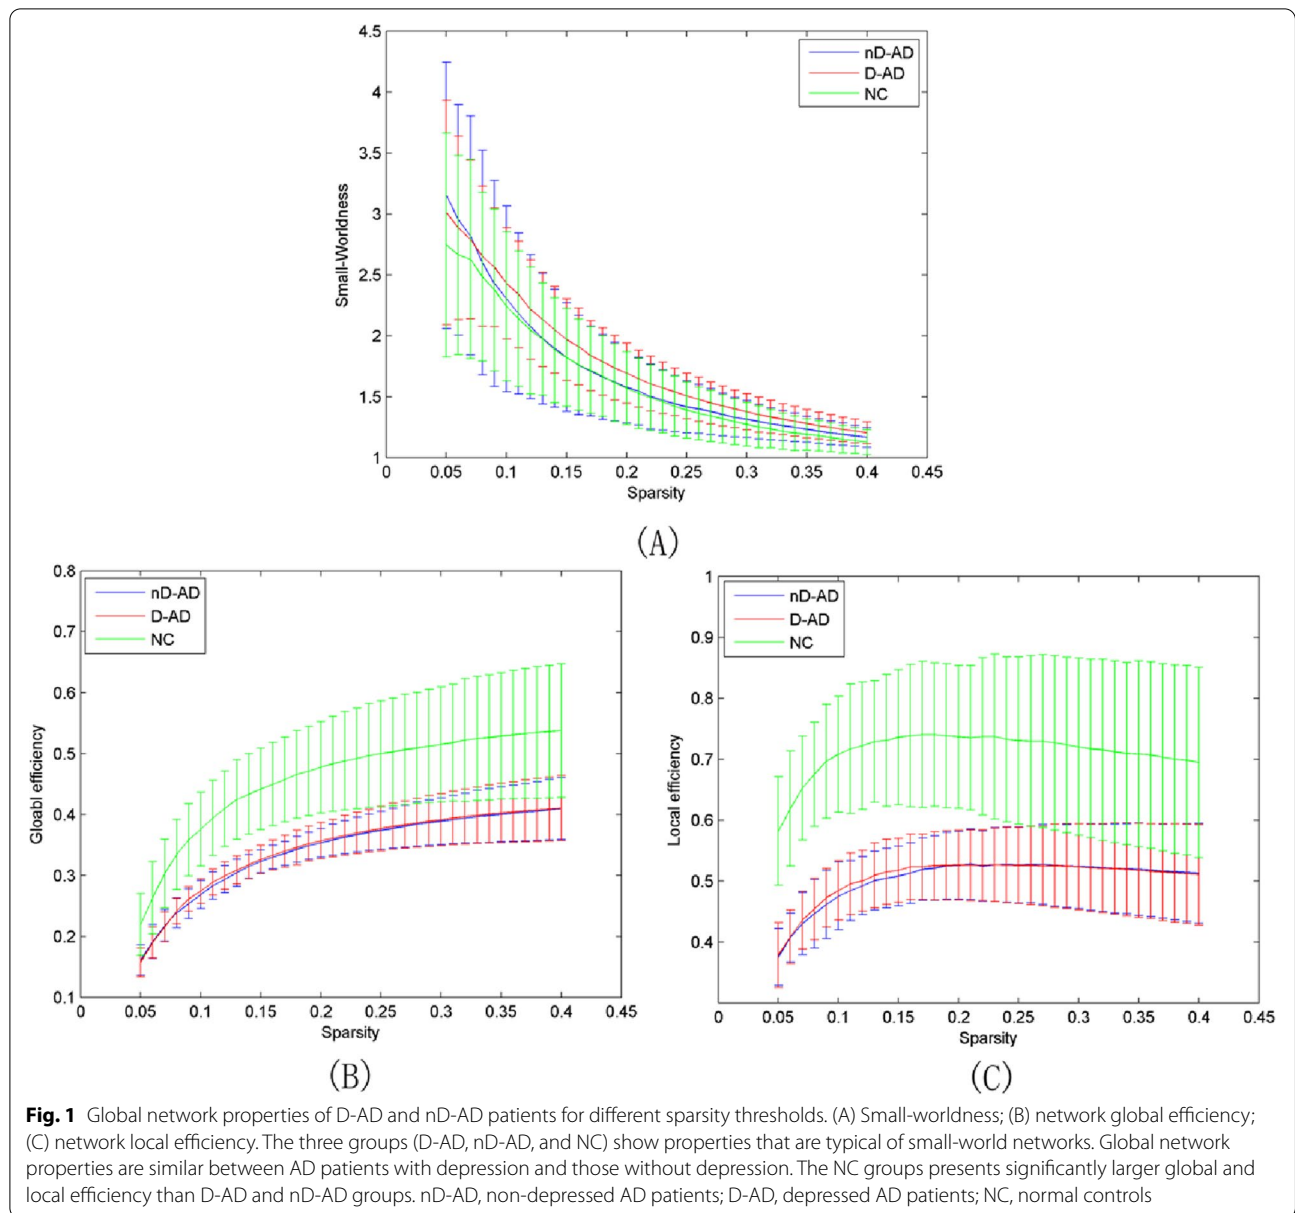 4.5
4
3.5
3
2.5
2
1.5
1
Small-Worldness
nD-AD
D-AD
NC
0 0.05 0.1 0.15 0.2 0.25 0.3 0.35 0.4 0.45
Sparsity
(A)
0.8
0.7
0.6
0.5
0.4
0.3
0.2
0.1
Globabl efficiency
nD-AD
D-AD
NC
0.05 0.1 0.15 0.2 0.25 0.3 0.35 0.4 0.45
Sparsity
(B)
1
0.9
0.8
0.7
0.6
0.5
0.4
Local efficiency
nD-AD
D-AD
NC
0.05 0.1 0.15 0.2 0.25 0.3 0.35 0.4 0.45
Sparsity
(C)
Fig. 1 Global network properties of D-AD and nD-AD patients for different sparsity thresholds. (A) Small-worldness; (B) network global efficiency;
(C) network local efficiency. The three groups (D-AD, nD-AD, and NC) show properties that are typical of small-world networks. Global network
properties are similar between AD patients with depression and those without depression. The NC groups presents significantly larger global and
local efficiency than D-AD and nD-AD groups. nD-AD, non-depressed AD patients; D-AD, depressed AD patients; NC, normal controls